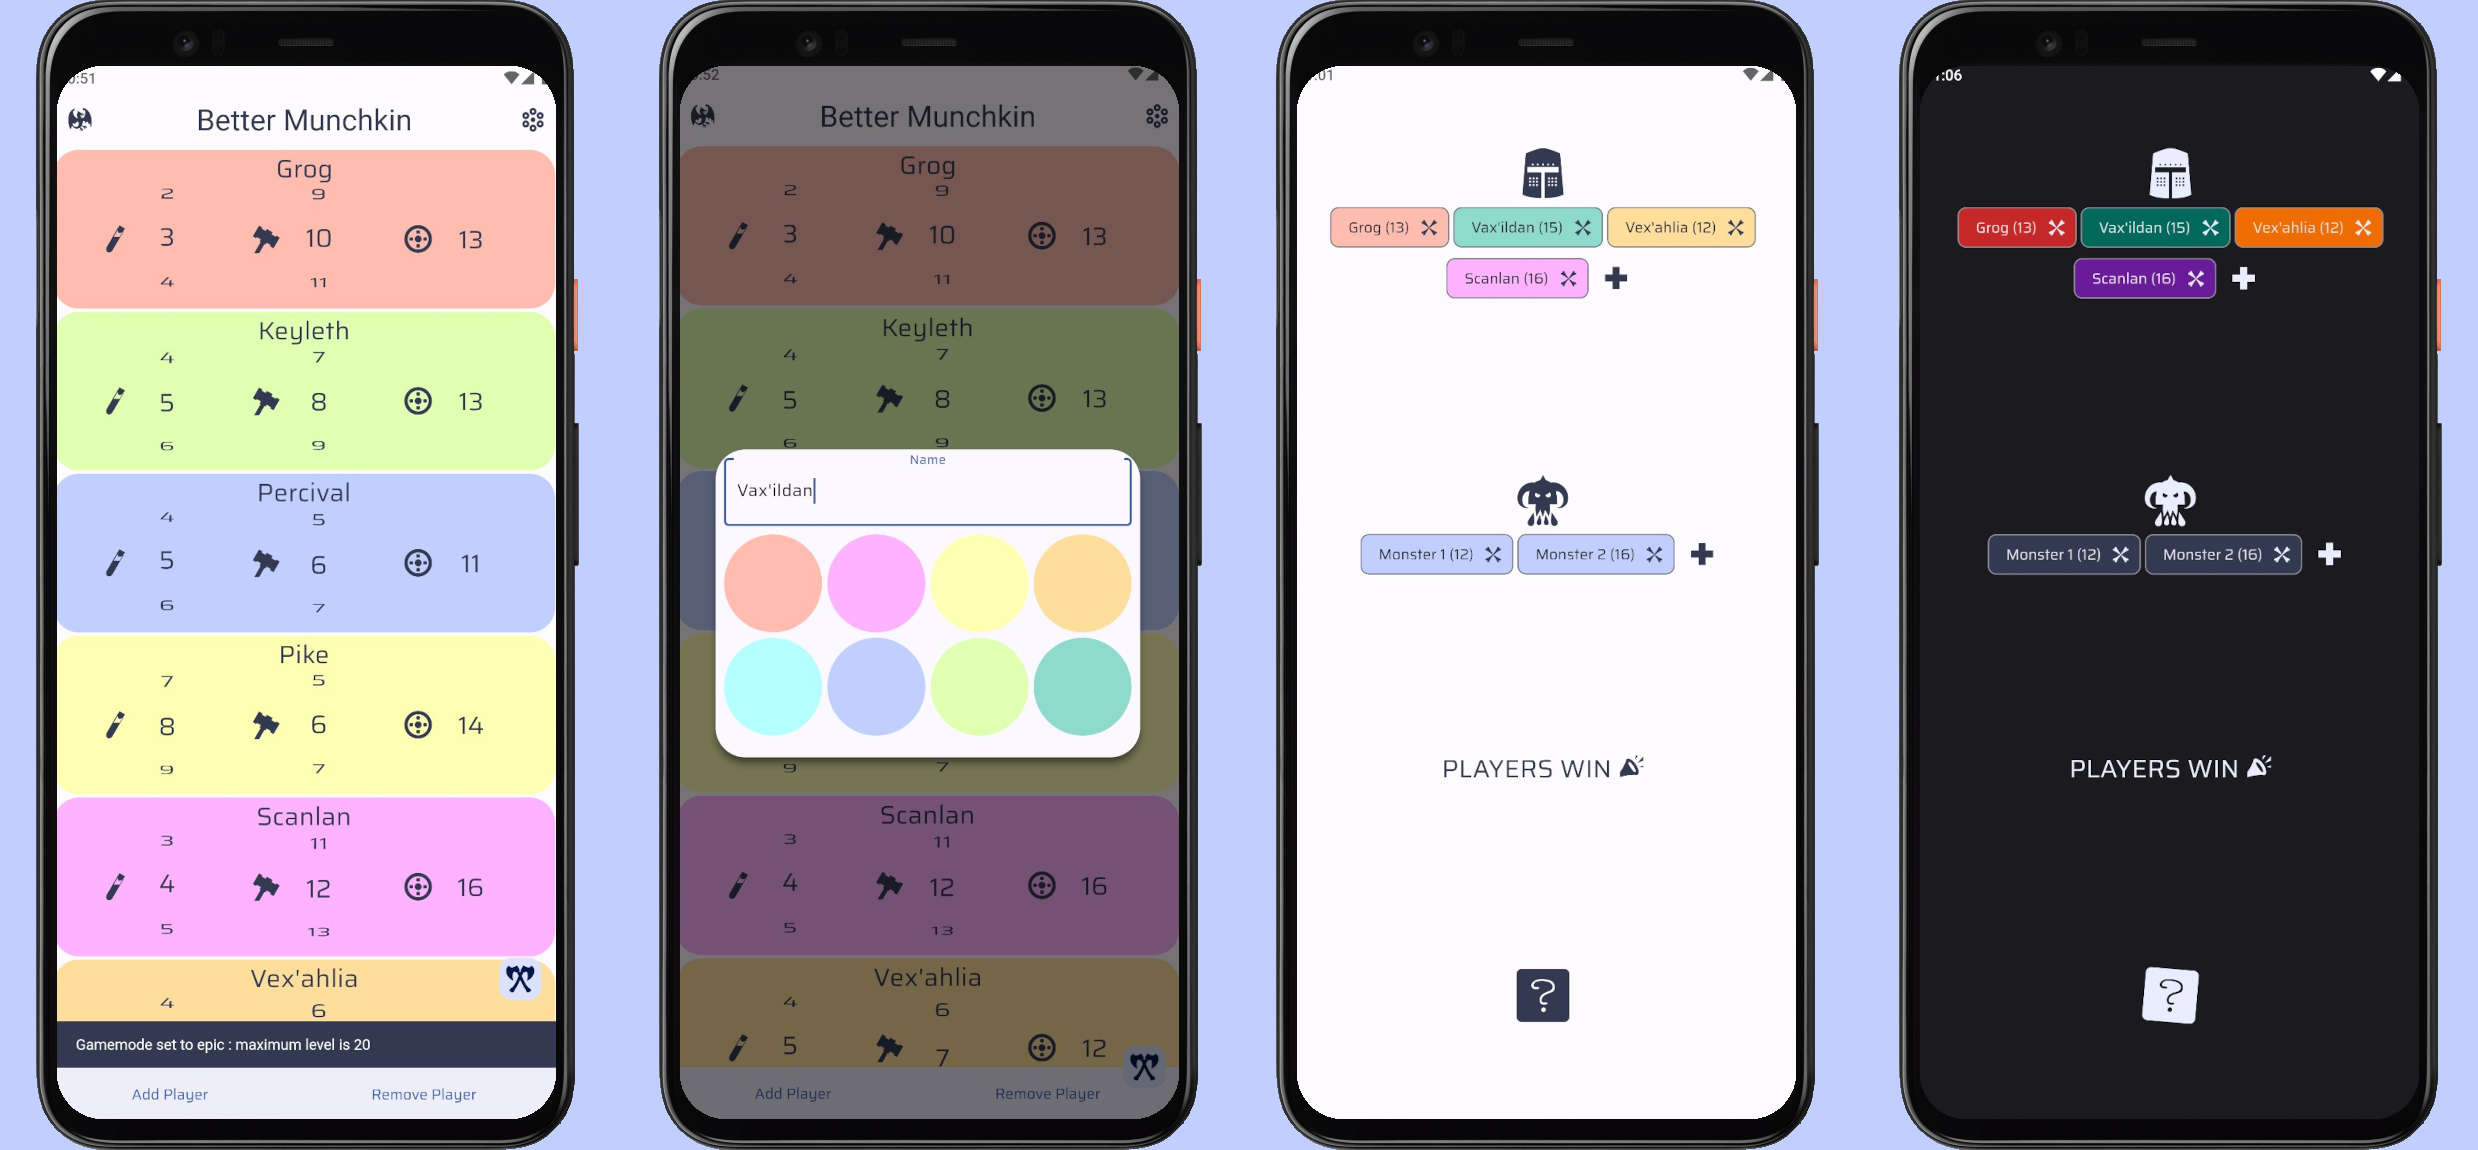 :51
Better Munchkin
Grog
2 9
3 10 13
4 11
Keyleth
4 7
5 8 13
6 9
Percival
4 5
5 6 11
6 7
Pike
7 5
8 6 14
9 7
Scanlan
3 11
4 12 16
5 13
Vex'ahlia
4 6
Gamemode set to epic : maximum level is 20
Add Player Remove Player
:52
Better Munchkin
Grog
2 9
3 10 13
4 11
Keyleth
4 7
5 8 13
6 9
Name
Vax'ildan
9 7
Scanlan
3 11
4 12 16
5 13
Vex'ahlia
4 6
5 7 12
Add Player Remove Player
:01
Grog (13) Vax'ildan (15) Vex'ahlia (12)
Scanlan (16)
Monster 1 (12) Monster 2 (16)
PLAYERS WIN
?
:06
Grog (13) Vax'ildan (15) Vex'ahlia (12)
Scanlan (16)
Monster 1 (12) Monster 2 (16)
PLAYERS WIN
?